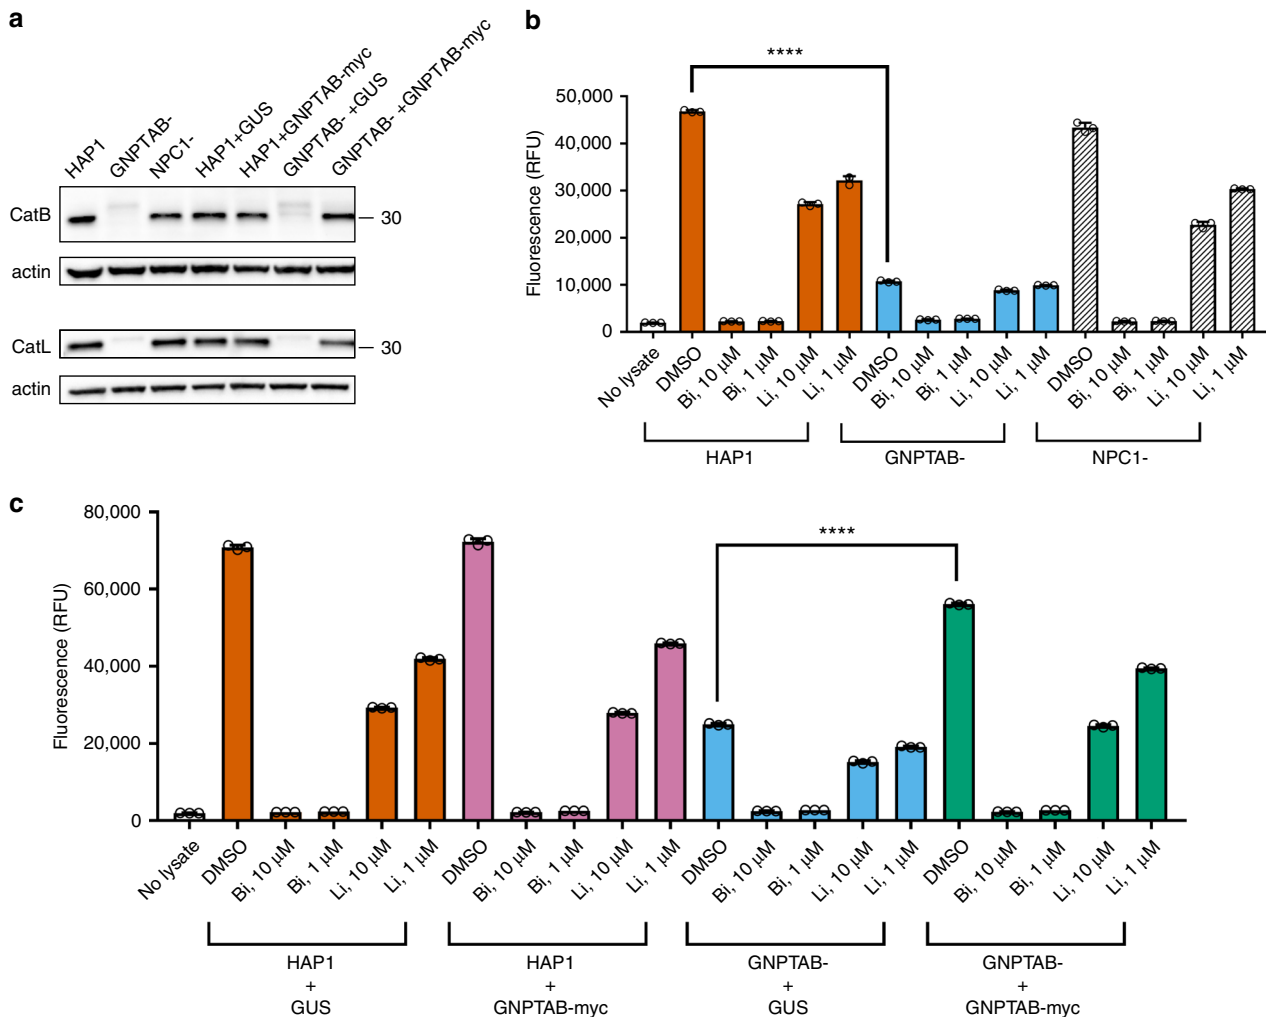 a
HAP1
GNPTAB-
NPC1-
HAP1+GUS
HAP1+GNPTAB-myc
GNPTAB- +GUS
GNPTAB- +GNPTAB-myc
CatB
30
actin
CatL
30
actin
b
****
Fluorescence (RFU)
50,000
40,000
30,000
20,000
10,000
0
No lysate
DMSO
Bi, 10 µM
Bi, 1 µM
Li, 10 µM
Li, 1 µM
DMSO
Bi, 10 µM
Bi, 1 µM
Li, 10 µM
Li, 1 µM
DMSO
Bi, 10 µM
Bi, 1 µM
Li, 10 µM
Li, 1 µM
HAP1
GNPTAB-
NPC1-
c
****
Fluorescence (RFU)
80,000
60,000
40,000
20,000
0
No lysate
DMSO
Bi, 10 µM
Bi, 1 µM
Li, 10 µM
Li, 1 µM
DMSO
Bi, 10 µM
Bi, 1 µM
Li, 10 µM
Li, 1 µM
DMSO
Bi, 10 µM
Bi, 1 µM
Li, 10 µM
Li, 1 µM
DMSO
Bi, 10 µM
Bi, 1 µM
Li, 10 µM
Li, 1 µM
HAP1
+
GUS
HAP1
+
GNPTAB-myc
GNPTAB-
+
GUS
GNPTAB-
+
GNPTAB-myc